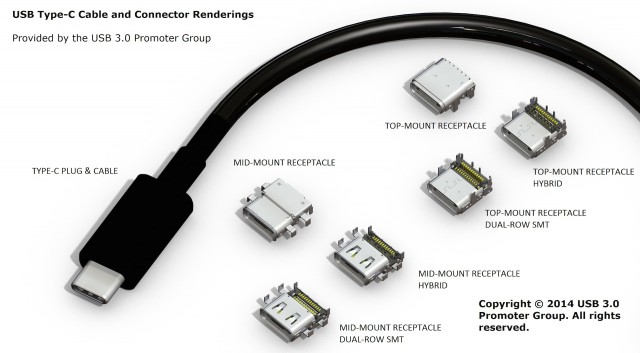 USB Type-C Cable and Connector Renderings
Provided by the USB 3.0 Promoter Group
TOP-MOUNT RECEPTACLE
TOP-MOUNT RECEPTACLE
HYBRID
MID-MOUNT RECEPTACLE
TYPE-C PLUG & CABLE
TOP-MOUNT RECEPTACLE
DUAL-ROW SMT
MID-MOUNT RECEPTACLE
HYBRID
MID-MOUNT RECEPTACLE
DUAL-ROW SMT
Copyright © 2014 USB 3.0
Promoter Group. All rights
reserved.